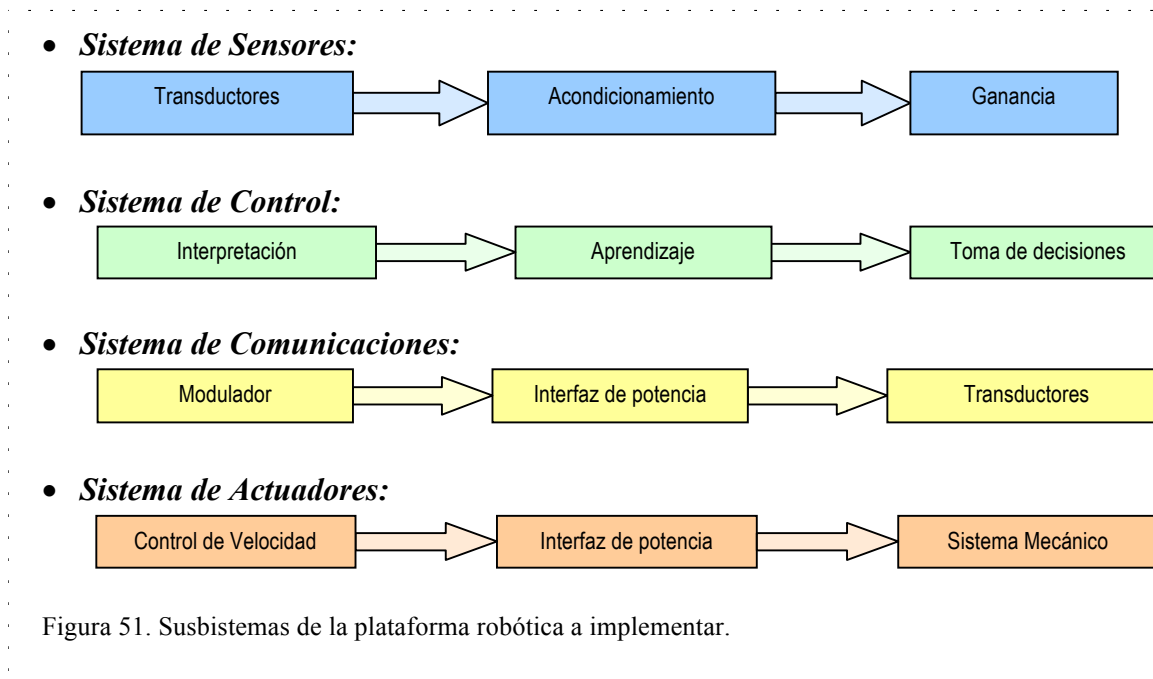 • Sistema de Sensores:
Transductores Acondicionamiento Ganancia
• Sistema de Control:
Interpretación Aprendizaje Toma de decisiones
• Sistema de Comunicaciones:
Modulador Interfaz de potencia Transductores
• Sistema de Actuadores:
Control de Velocidad Interfaz de potencia Sistema Mecánico
Figura 51. Susbistemas de la plataforma robótica a implementar.